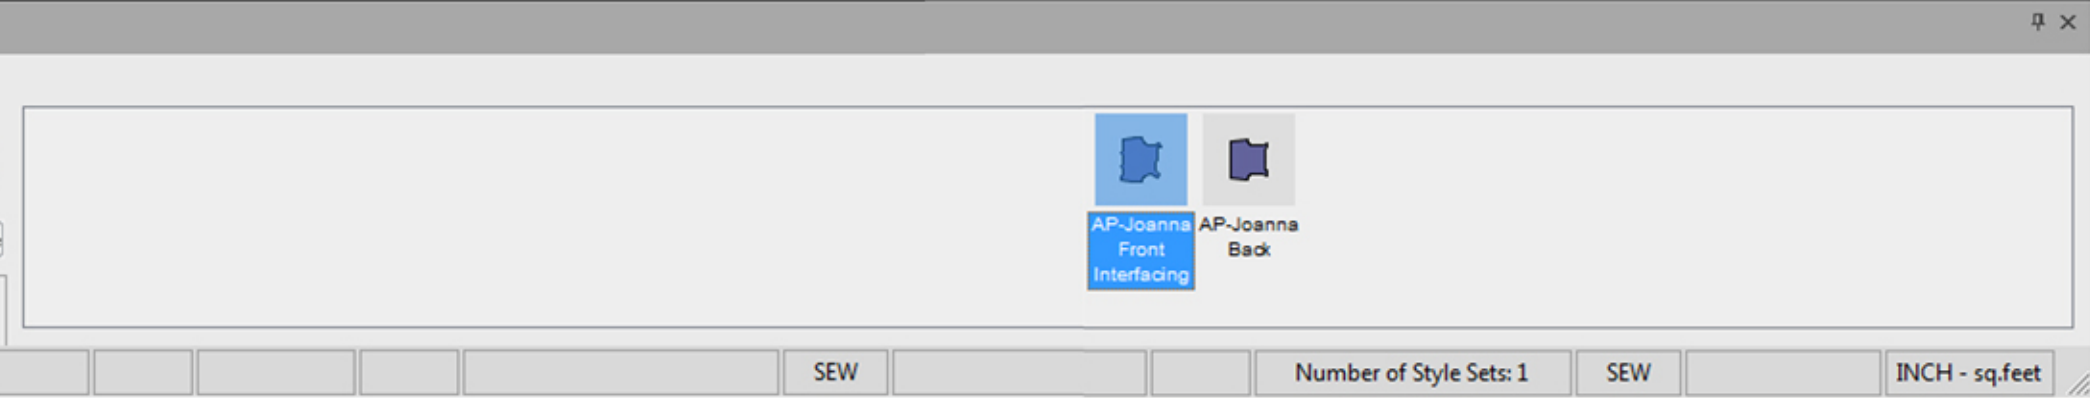 AP-Joanna
Front
Interfacing
AP-Joanna
Back
SEW
Number of Style Sets: 1
SEW
INCH - sq.feet